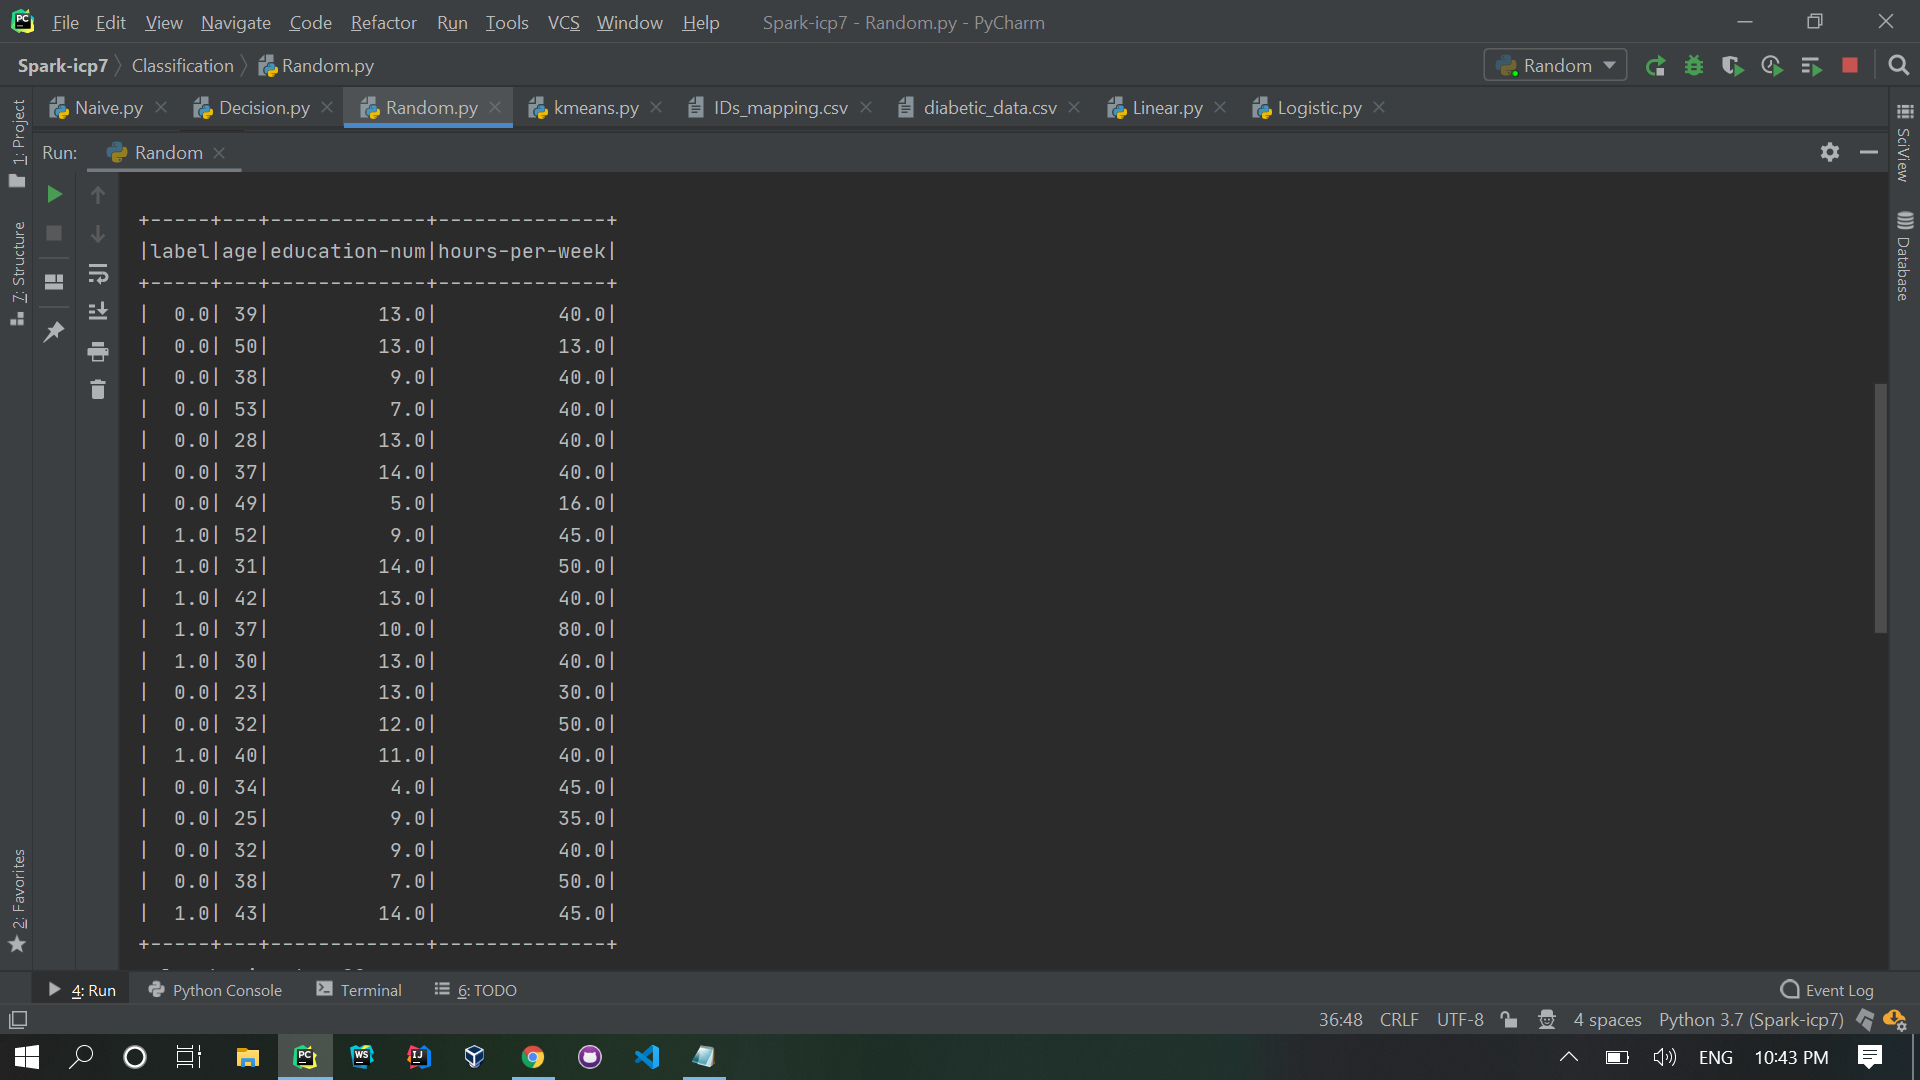 File Edit View Navigate Code Refactor Run Tools VCS Window Help Spark-icp7 - Random.py - PyCharm
Spark-icp7 Classification Random.py Random
Naive.py Decision.py Random.py kmeans.py IDs_mapping.csv diabetic_data.csv Linear.py Logistic.py
Run: Random
1: Project
7: Structure
2: Favorites
SciView
Database
+-----+---+-------------+--------------+
|label|age|education-num|hours-per-week|
+-----+---+-------------+--------------+
|  0.0| 39|         13.0|          40.0|
|  0.0| 50|         13.0|          13.0|
|  0.0| 38|          9.0|          40.0|
|  0.0| 53|          7.0|          40.0|
|  0.0| 28|         13.0|          40.0|
|  0.0| 37|         14.0|          40.0|
|  0.0| 49|          5.0|          16.0|
|  1.0| 52|          9.0|          45.0|
|  1.0| 31|         14.0|          50.0|
|  1.0| 42|         13.0|          40.0|
|  1.0| 37|         10.0|          80.0|
|  1.0| 30|         13.0|          40.0|
|  0.0| 23|         13.0|          30.0|
|  0.0| 32|         12.0|          50.0|
|  1.0| 40|         11.0|          40.0|
|  0.0| 34|          4.0|          45.0|
|  0.0| 25|          9.0|          35.0|
|  0.0| 32|          9.0|          40.0|
|  0.0| 38|          7.0|          50.0|
|  1.0| 43|         14.0|          45.0|
+-----+---+-------------+--------------+
4: Run Python Console Terminal 6: TODO Event Log
36:48 CRLF UTF-8 4 spaces Python 3.7 (Spark-icp7)
ENG 10:43 PM